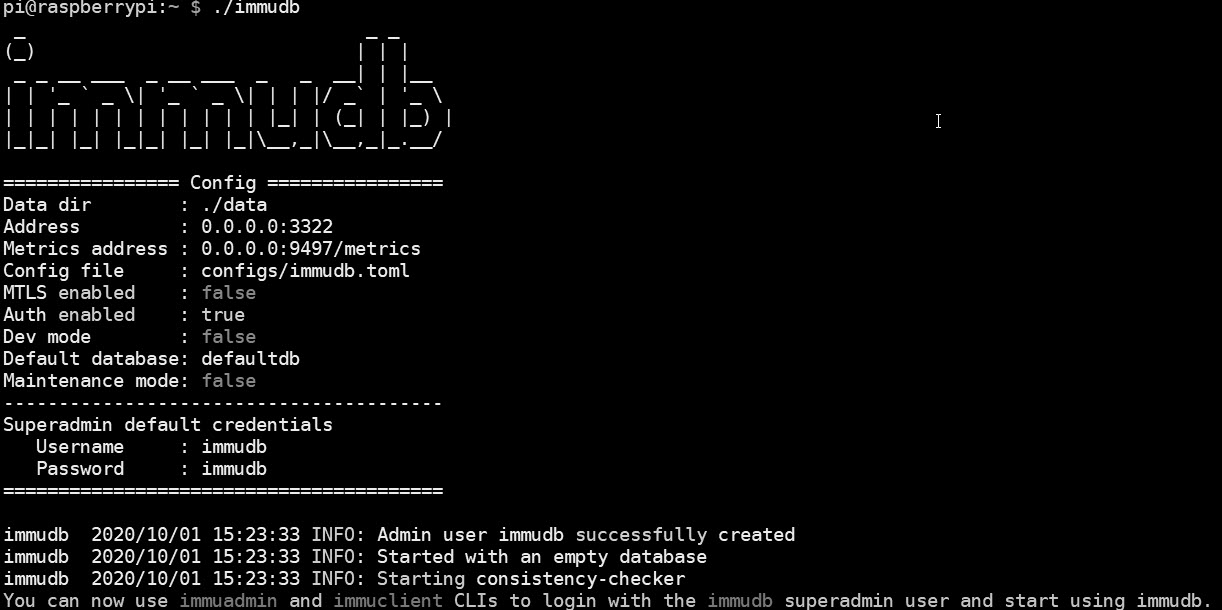 pi@raspberrypi:~ $ ./immudb
immudb
================ Config ================
Data dir        : ./data
Address         : 0.0.0.0:3322
Metrics address : 0.0.0.0:9497/metrics
Config file     : configs/immudb.toml
MTLS enabled    : false
Auth enabled    : true
Dev mode        : false
Default database: defaultdb
Maintenance mode: false
----------------------------------------
Superadmin default credentials
   Username     : immudb
   Password     : immudb
========================================
immudb  2020/10/01 15:23:33 INFO: Admin user immudb successfully created
immudb  2020/10/01 15:23:33 INFO: Started with an empty database
immudb  2020/10/01 15:23:33 INFO: Starting consistency-checker
You can now use immuadmin and immuclient CLIs to login with the immudb superadmin user and start using immudb.